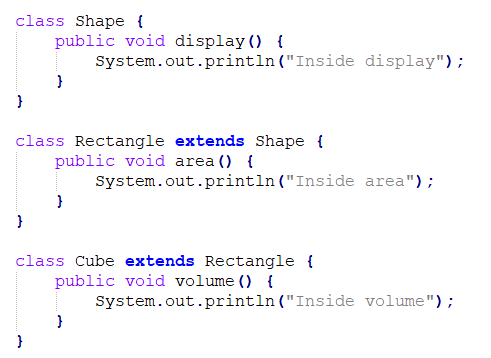 class Shape {
    public void display() {
        System.out.println("Inside display");
    }
}

class Rectangle extends Shape {
    public void area() {
        System.out.println("Inside area");
    }
}

class Cube extends Rectangle {
    public void volume() {
        System.out.println("Inside volume");
    }
}